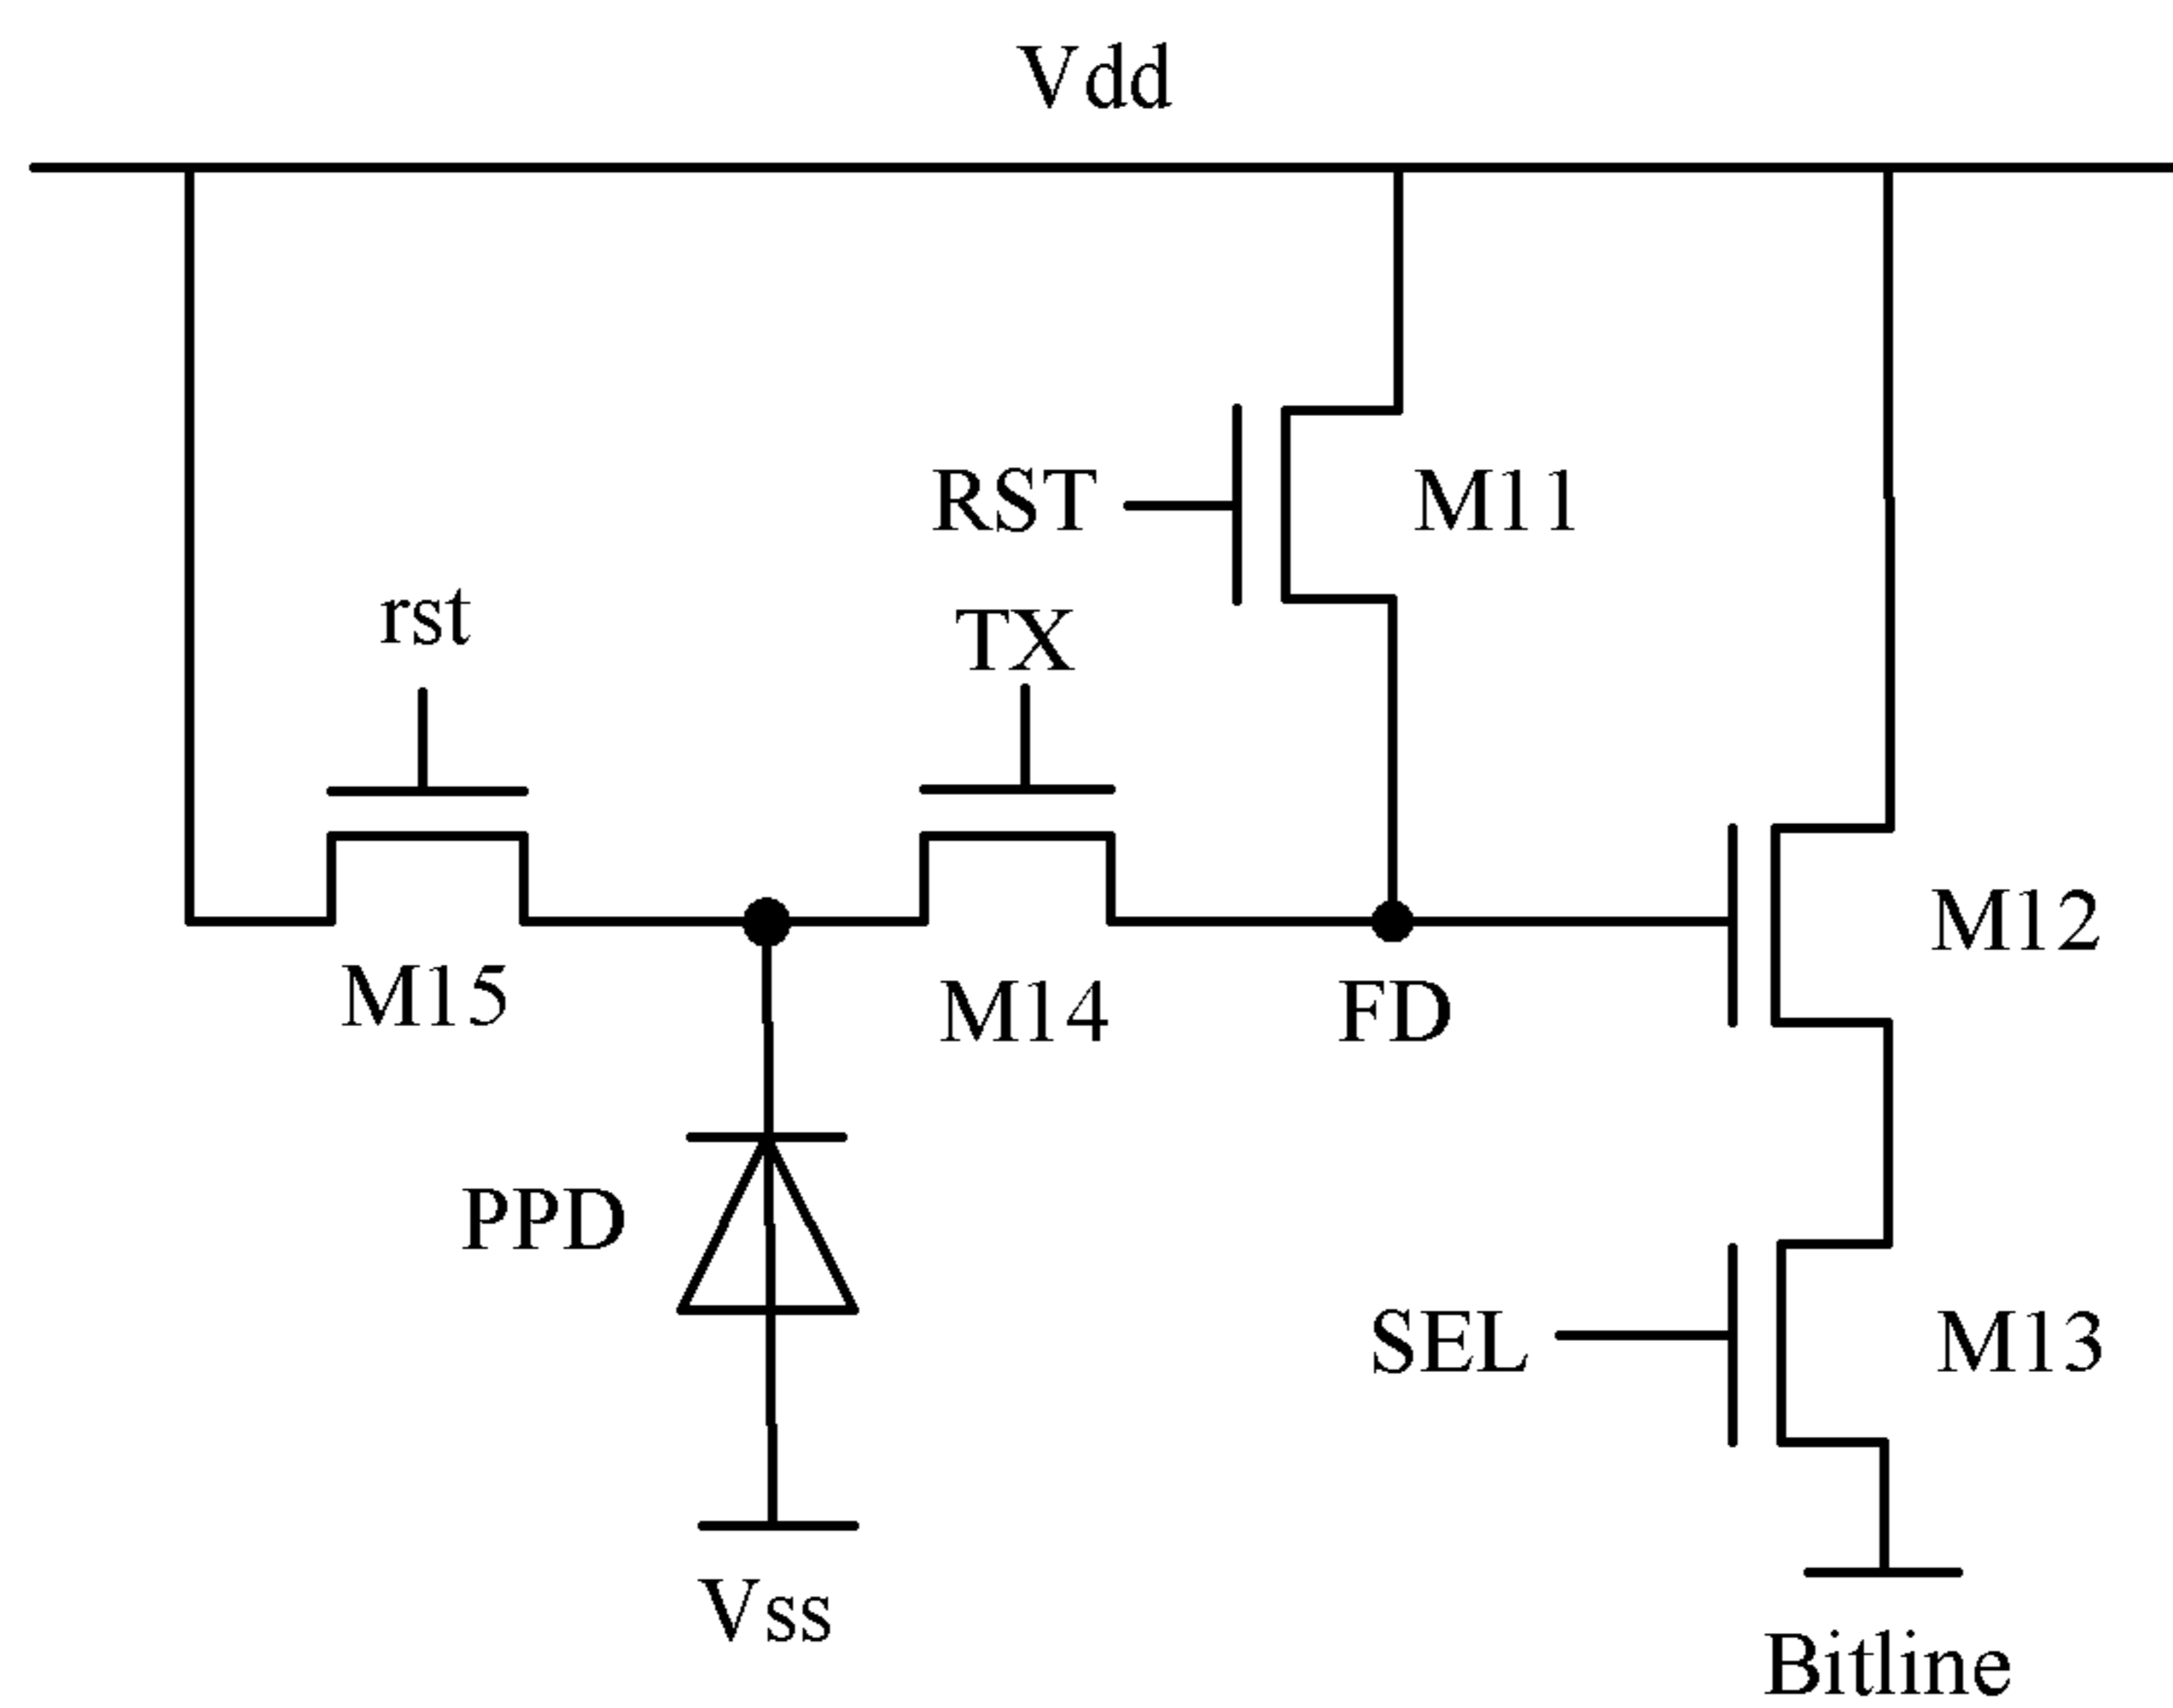 Vdd
RST
M11
rst
TX
M12
M15
M14
FD
PPD
SEL
M13
Vss
Bitline